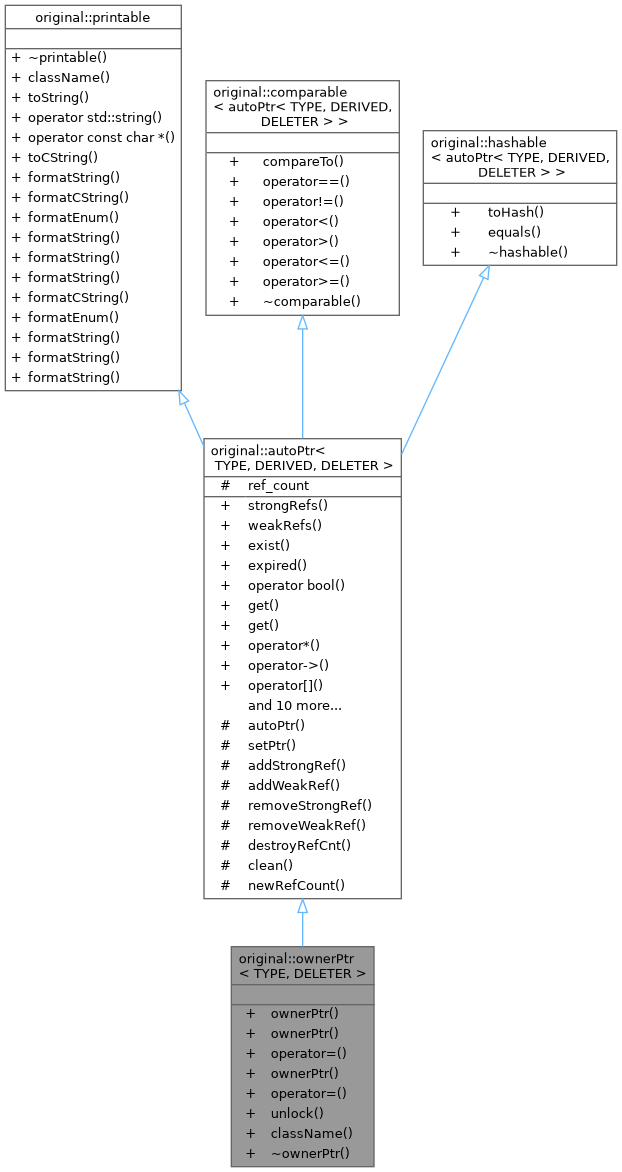 original::printable
+ ~printable()
+ className()
+ toString()
+ operator std::string()
+ operator const char *()
+ toCString()
+ formatString()
+ formatCString()
+ formatEnum()
+ formatString()
+ formatString()
+ formatString()
+ formatCString()
+ formatEnum()
+ formatString()
+ formatString()
+ formatString()
original::comparable
< autoPtr< TYPE, DERIVED,
DELETER > >
+ compareTo()
+ operator==()
+ operator!=()
+ operator<()
+ operator>()
+ operator<=()
+ operator>=()
+ ~comparable()
original::hashable
< autoPtr< TYPE, DERIVED,
DELETER > >
+ toHash()
+ equals()
+ ~hashable()
original::autoPtr<
TYPE, DERIVED, DELETER >
# ref_count
+ strongRefs()
+ weakRefs()
+ exist()
+ expired()
+ operator bool()
+ get()
+ get()
+ operator*()
+ operator->()
+ operator[]()
and 10 more...
# autoPtr()
# setPtr()
# addStrongRef()
# addWeakRef()
# removeStrongRef()
# removeWeakRef()
# destroyRefCnt()
# clean()
# newRefCount()
original::ownerPtr
< TYPE, DELETER >
+ ownerPtr()
+ ownerPtr()
+ operator=()
+ ownerPtr()
+ operator=()
+ unlock()
+ className()
+ ~ownerPtr()